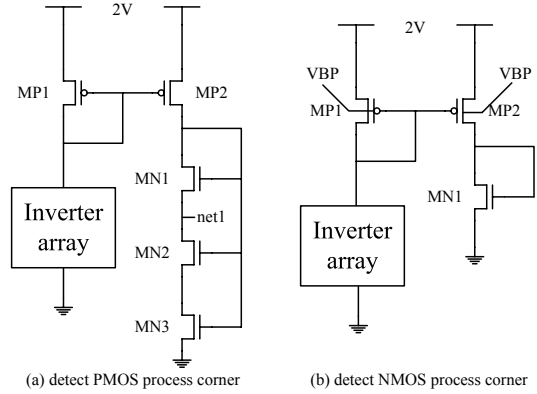 2V
MP1
MP2
MN1
net1
MN2
MN3
Inverter
array
(a) detect PMOS process corner
2V
VBP
VBP
MP1
MP2
MN1
Inverter
array
(b) detect NMOS process corner